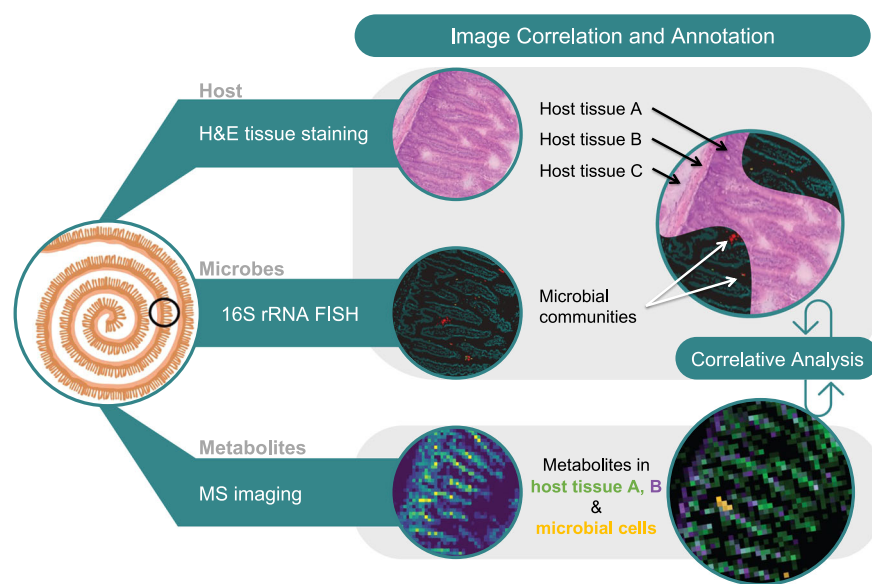 Image Correlation and Annotation
Host
H&E tissue staining
Host tissue A
Host tissue B
Host tissue C
Microbes
16S rRNA FISH
Microbial
communities
Correlative Analysis
Metabolites
MS imaging
Metabolites in
host tissue A, B
&
microbial cells